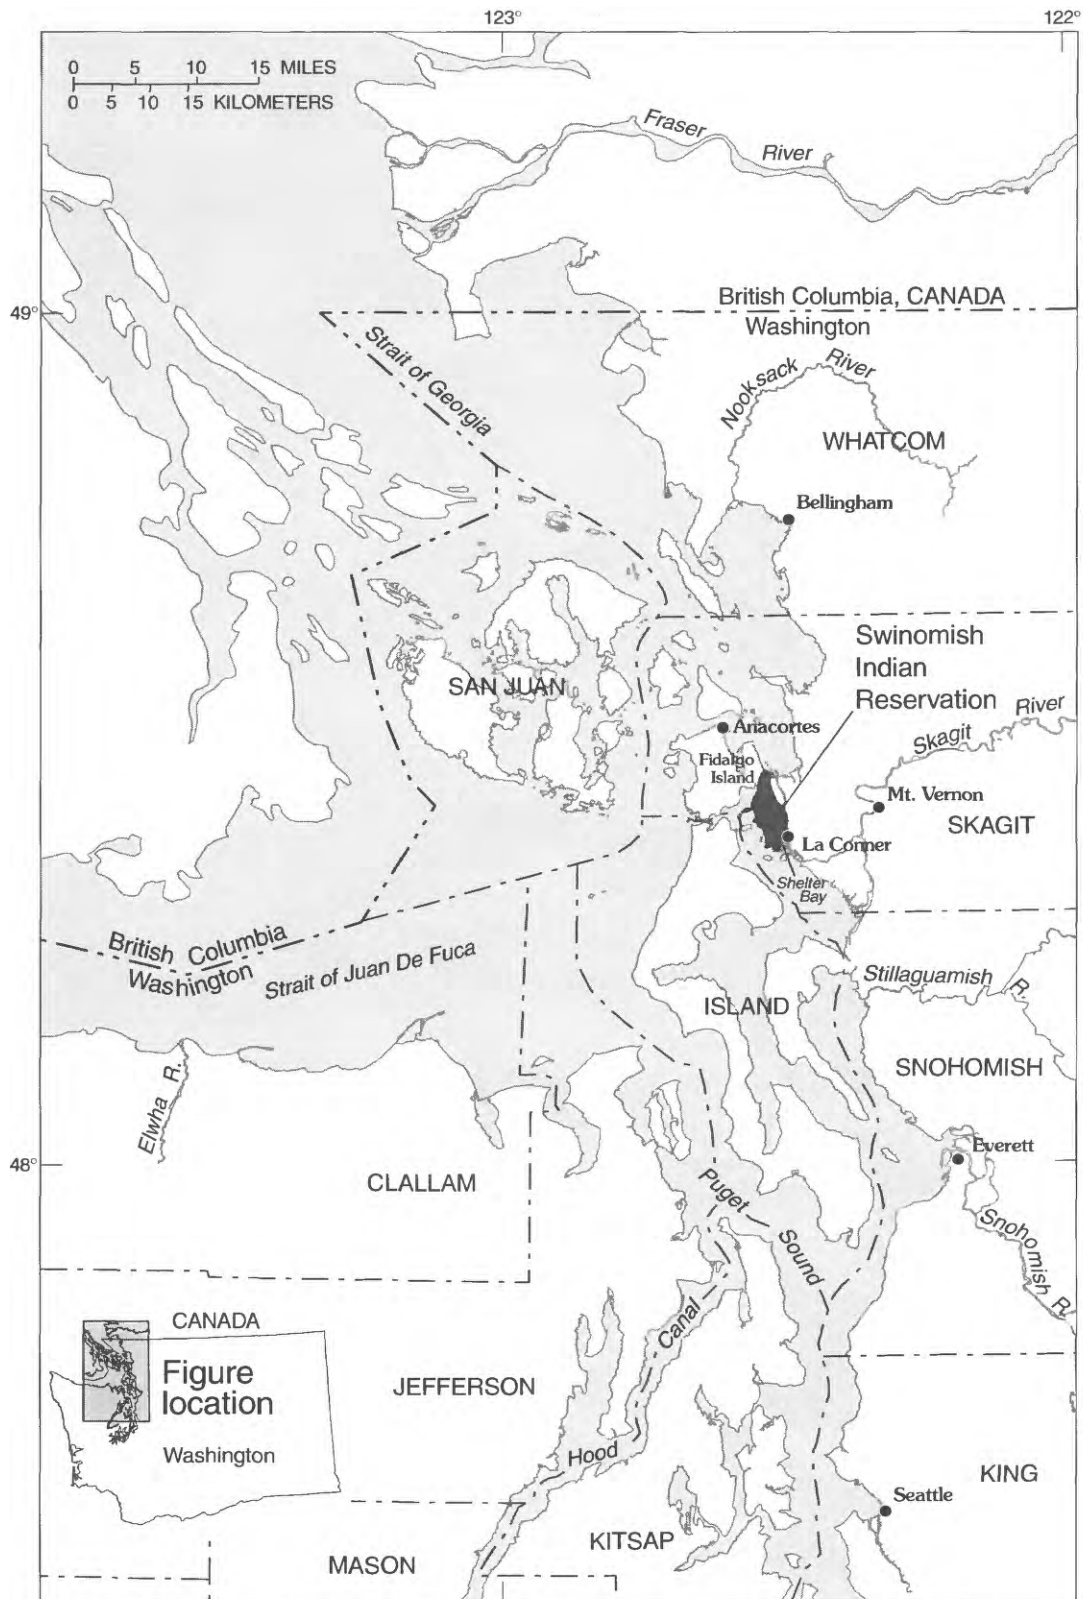 123°
122°
0 5 10 15 MILES
0 5 10 15 KILOMETERS
Fraser
River
49°
British Columbia, CANADA
Washington
Strait of Georgia
Nooksack River
WHATCOM
Bellingham
Swinomish
Indian
Reservation
SAN JUAN
Anacortes
Skagit River
Fidalgo
Island
Mt. Vernon
SKAGIT
La Conner
Shelter
Bay
British Columbia
Washington
Strait of Juan De Fuca
Stillaguamish R.
ISLAND
SNOHOMISH
Elwha R.
Everett
48°
CLALLAM
Puget Sound
Snohomish R.
CANADA
Figure
location
Washington
JEFFERSON
Hood Canal
KING
Seattle
KITSAP
MASON